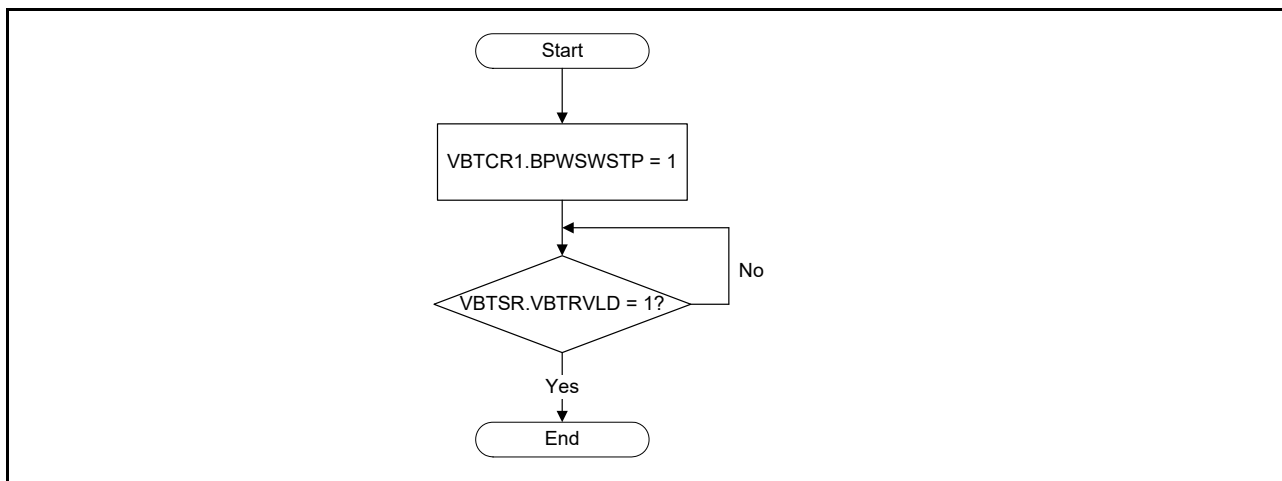 Start
VBTCR1.BPWSWSTP = 1
No
VBTSR.VBTRVLD = 1?
Yes
End